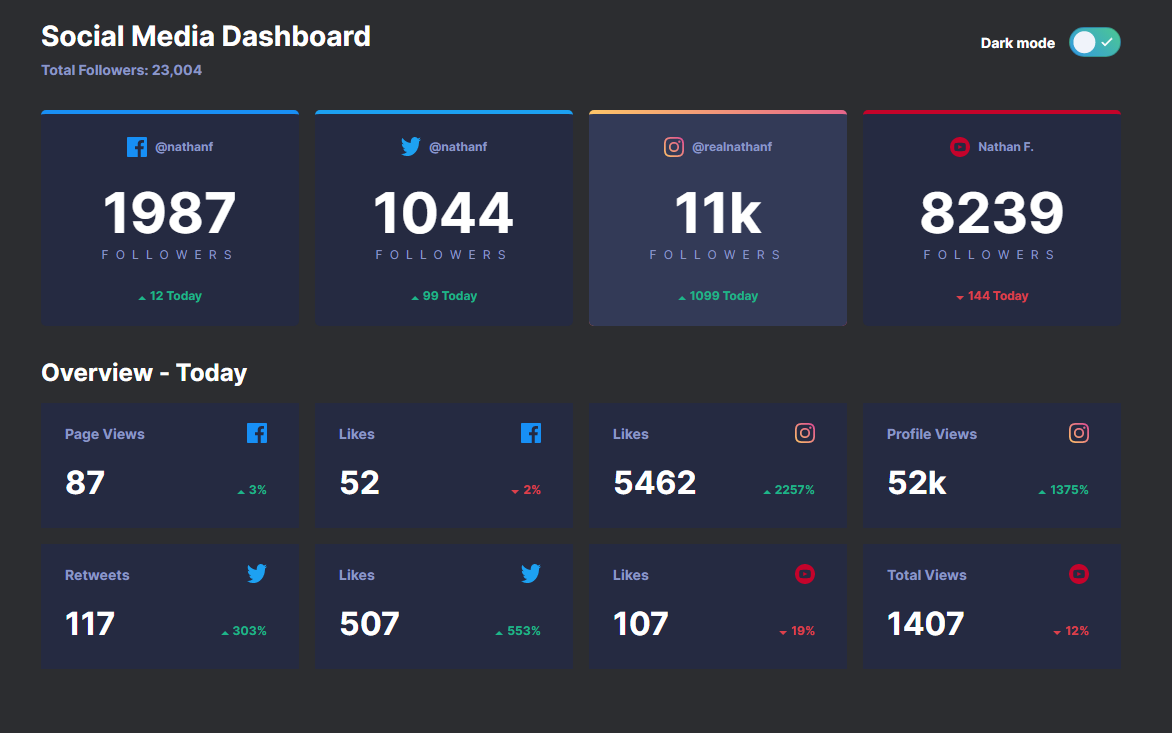 Social Media Dashboard
Total Followers: 23,004
Dark mode
@nathanf
1987
FOLLOWERS
12 Today
@nathanf
1044
FOLLOWERS
99 Today
@realnathanf
11k
FOLLOWERS
1099 Today
Nathan F.
8239
FOLLOWERS
144 Today
Overview - Today
Page Views
87
3%
Likes
52
2%
Likes
5462
2257%
Profile Views
52k
1375%
Retweets
117
303%
Likes
507
553%
Likes
107
19%
Total Views
1407
12%